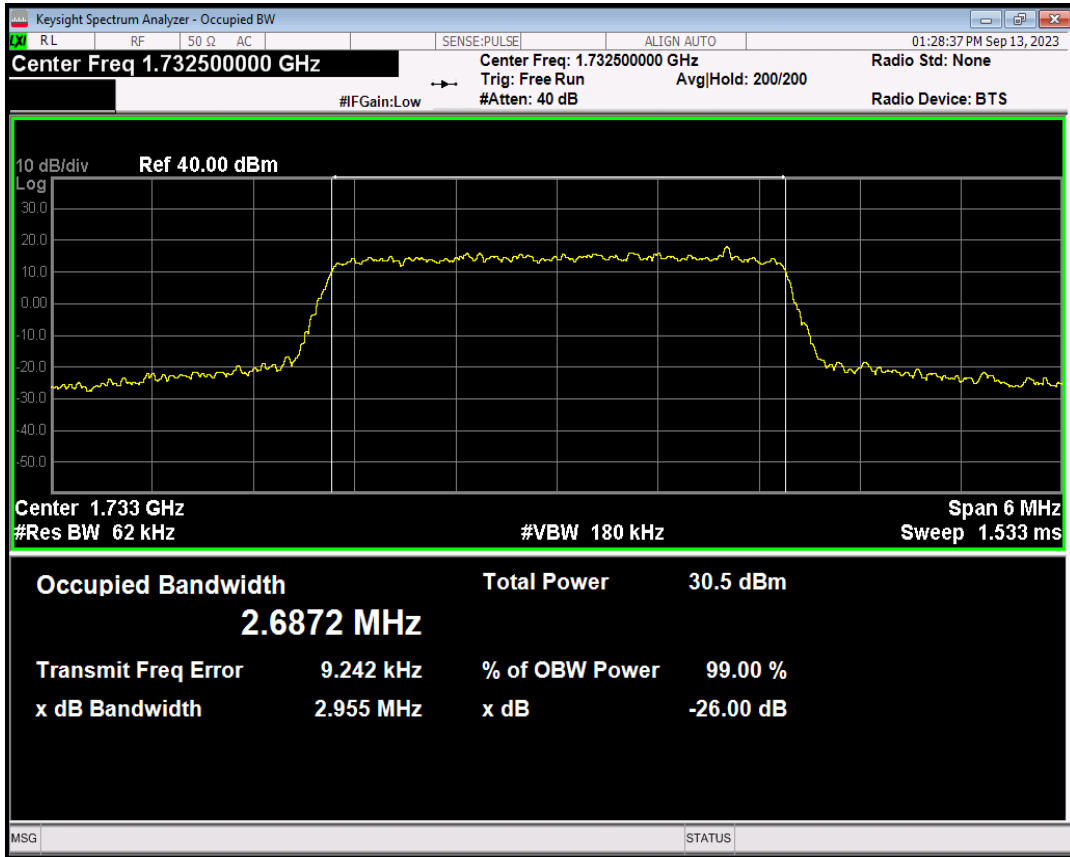 Keysight Spectrum Analyzer - Occupied BW
LXI RL RF 50 Ω AC SENSE:PULSE ALIGN AUTO 01:28:37 PM Sep 13, 2023
Center Freq 1.732500000 GHz Center Freq: 1.732500000 GHz Radio Std: None
Trig: Free Run Avg|Hold: 200/200
#IFGain:Low #Atten: 40 dB Radio Device: BTS
10 dB/div Ref 40.00 dBm
Log
30.0
20.0
10.0
0.00
-10.0
-20.0
-30.0
-40.0
-50.0
Center 1.733 GHz Span 6 MHz
#Res BW 62 kHz #VBW 180 kHz Sweep 1.533 ms
Occupied Bandwidth Total Power 30.5 dBm
2.6872 MHz
Transmit Freq Error 9.242 kHz % of OBW Power 99.00 %
x dB Bandwidth 2.955 MHz x dB -26.00 dB
MSG STATUS